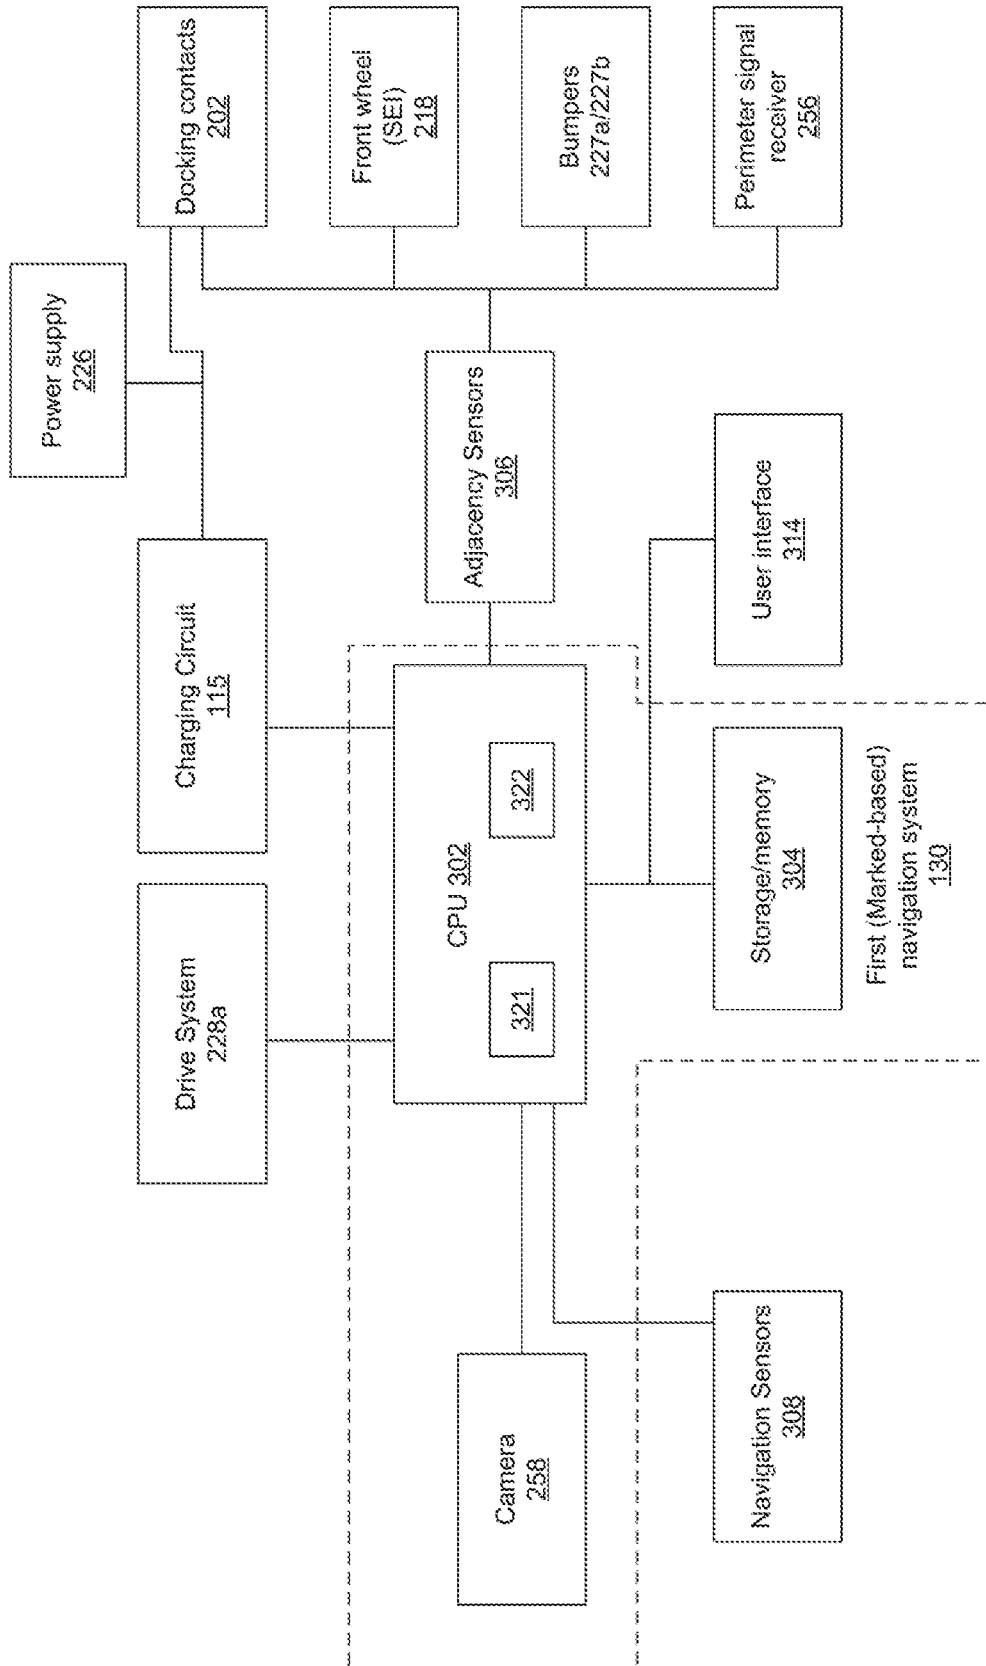 Power supply
226
Docking contacts
202
Charging Circuit
115
Drive System
228a
Front wheel
(SEI)
218
Adjacency Sensors
306
Bumpers
227a/227b
CPU 302
321
322
Camera
258
Perimeter signal
receiver
256
User interface
314
Storage/memory
304
Navigation Sensors
308
First (Marked-based)
navigation system
130